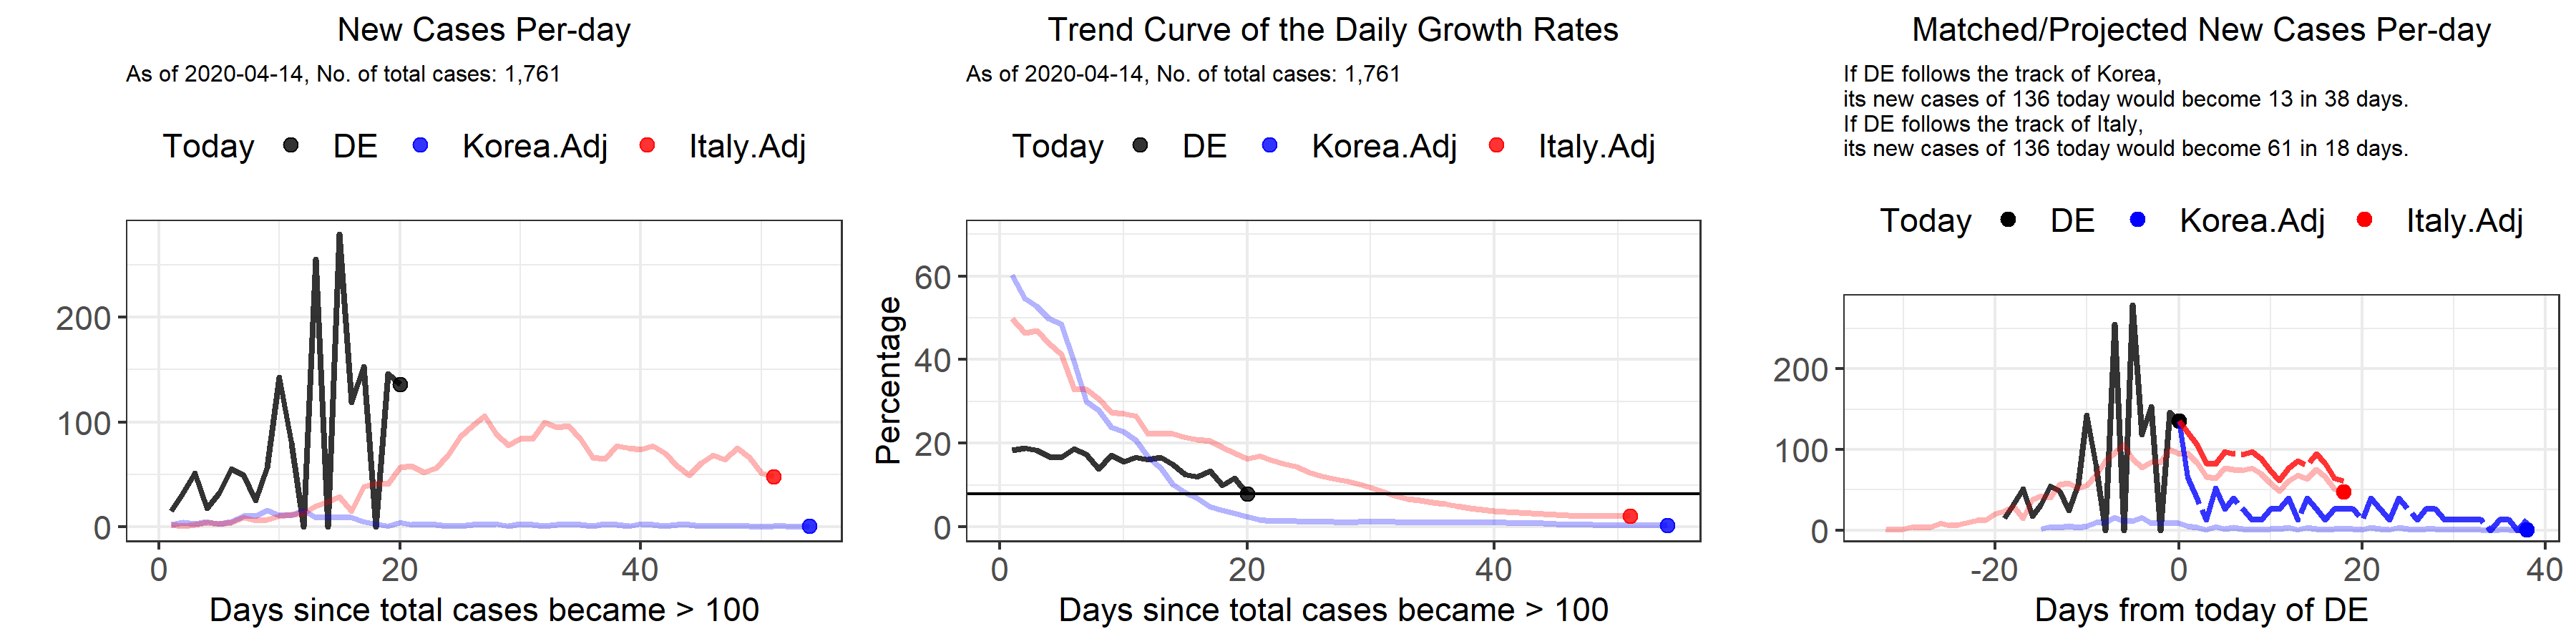 New Cases Per-day
As of 2020-04-14, No. of total cases: 1,761
Today DE Korea.Adj Italy.Adj
200
100
0
0 20 40
Days since total cases became > 100
Trend Curve of the Daily Growth Rates
As of 2020-04-14, No. of total cases: 1,761
Today DE Korea.Adj Italy.Adj
Percentage
60
40
20
0
0 20 40
Days since total cases became > 100
Matched/Projected New Cases Per-day
If DE follows the track of Korea,
its new cases of 136 today would become 13 in 38 days.
If DE follows the track of Italy,
its new cases of 136 today would become 61 in 18 days.
Today DE Korea.Adj Italy.Adj
200
100
0
-20 0 20 40
Days from today of DE